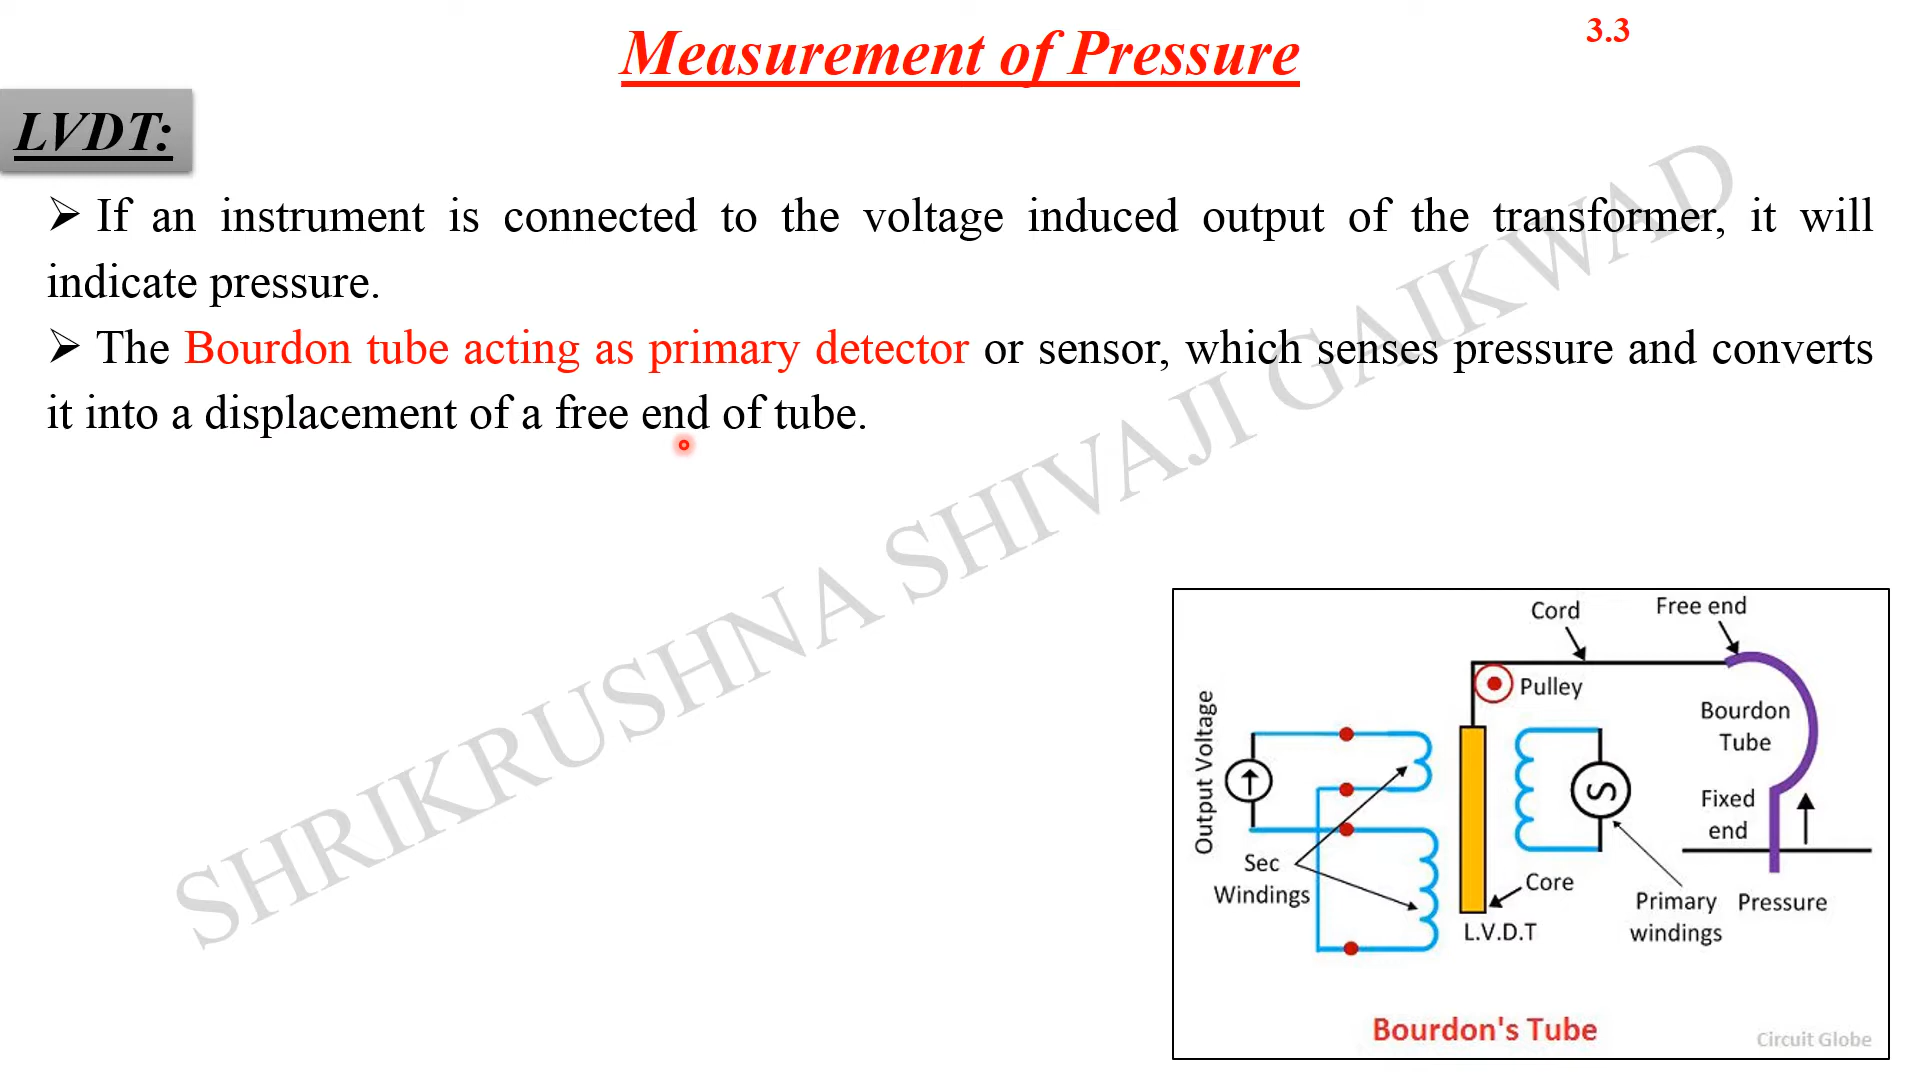 Measurement of Pressure
3.3
LVDT:
➢ If an instrument is connected to the voltage induced output of the transformer, it will
indicate pressure.
➢ The Bourdon tube acting as primary detector or sensor, which senses pressure and converts
it into a displacement of a free end of tube.
SHRIKRUSHNA SHIVAJI GAIKWAD
Cord
Free end
Pulley
Bourdon
Tube
Output Voltage
Fixed
end
Sec
Windings
Core
L.V.D.T
Primary
windings
Pressure
S
Bourdon's Tube
Circuit Globe